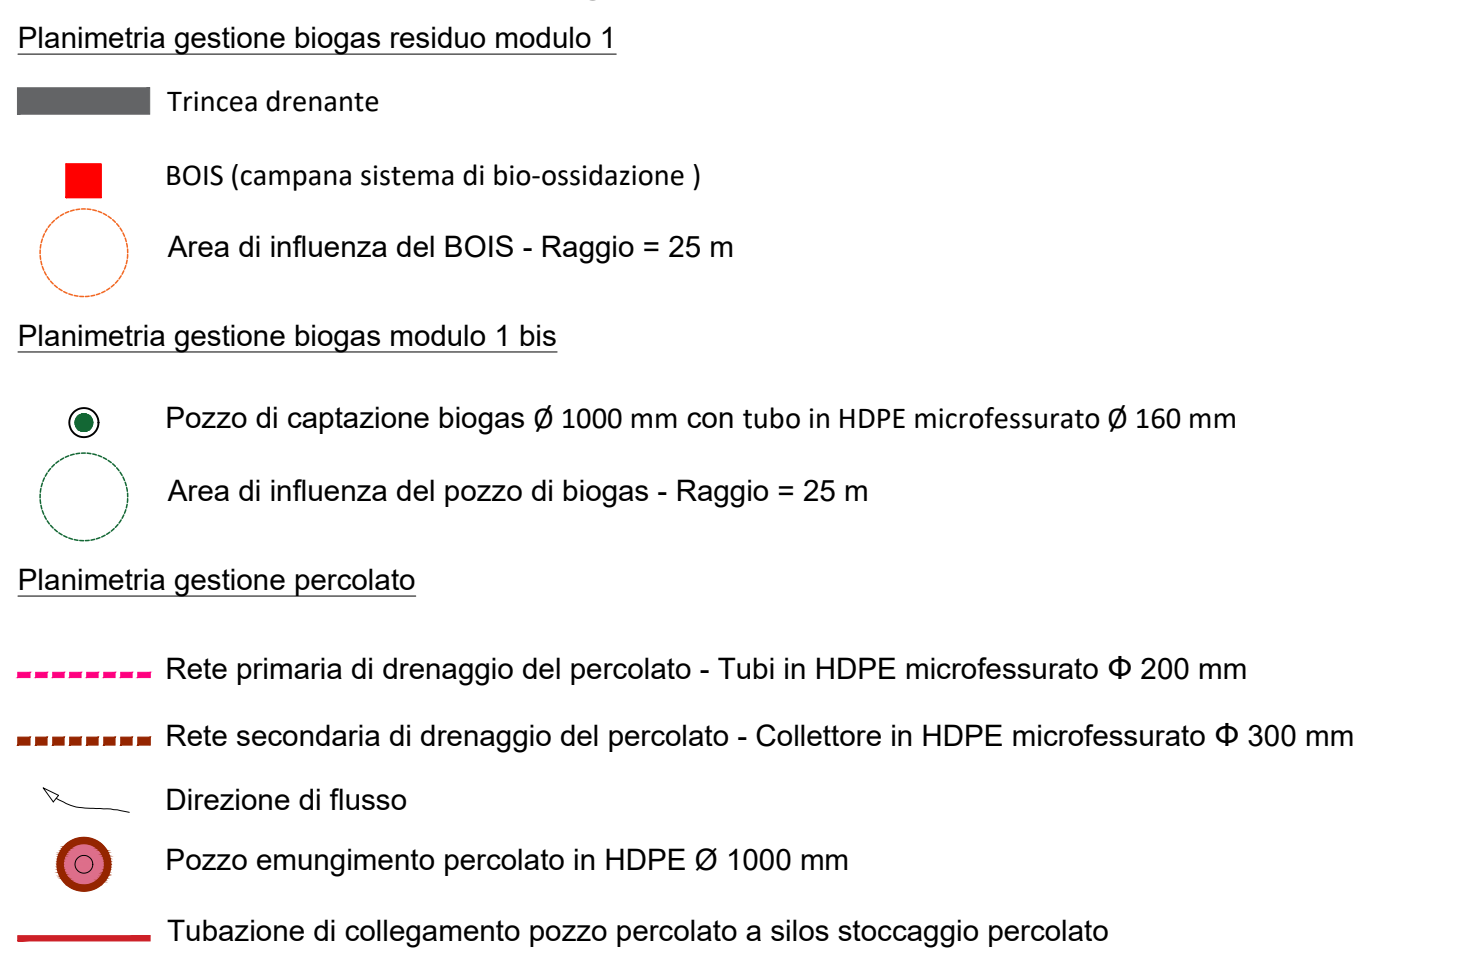 Planimetria gestione biogas residuo modulo 1
Trincea drenante
BOIS (campana sistema di bio-ossidazione )
Area di influenza del BOIS - Raggio = 25 m
Planimetria gestione biogas modulo 1 bis
Pozzo di captazione biogas Ø 1000 mm con tubo in HDPE microfessurato Ø 160 mm
Area di influenza del pozzo di biogas - Raggio = 25 m
Planimetria gestione percolato
Rete primaria di drenaggio del percolato - Tubi in HDPE microfessurato Φ 200 mm
Rete secondaria di drenaggio del percolato - Collettore in HDPE microfessurato Φ 300 mm
Direzione di flusso
Pozzo emungimento percolato in HDPE Ø 1000 mm
Tubazione di collegamento pozzo percolato a silos stoccaggio percolato